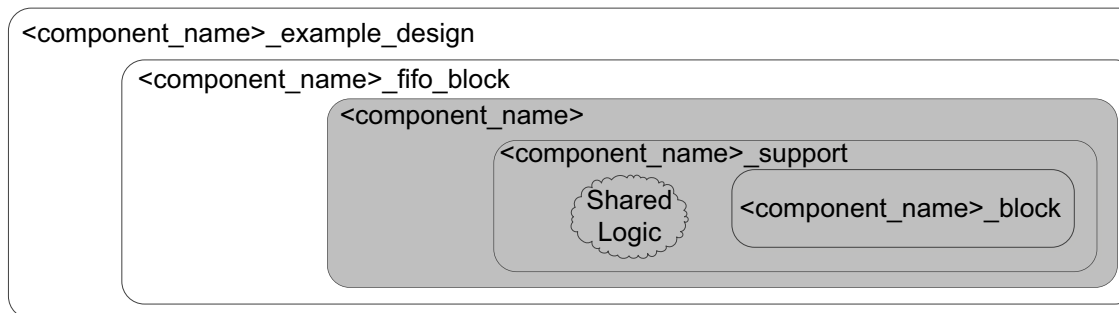 <component_name>_example_design
<component_name>_fifo_block
<component_name>
<component_name>_support
Shared
Logic
<component_name>_block